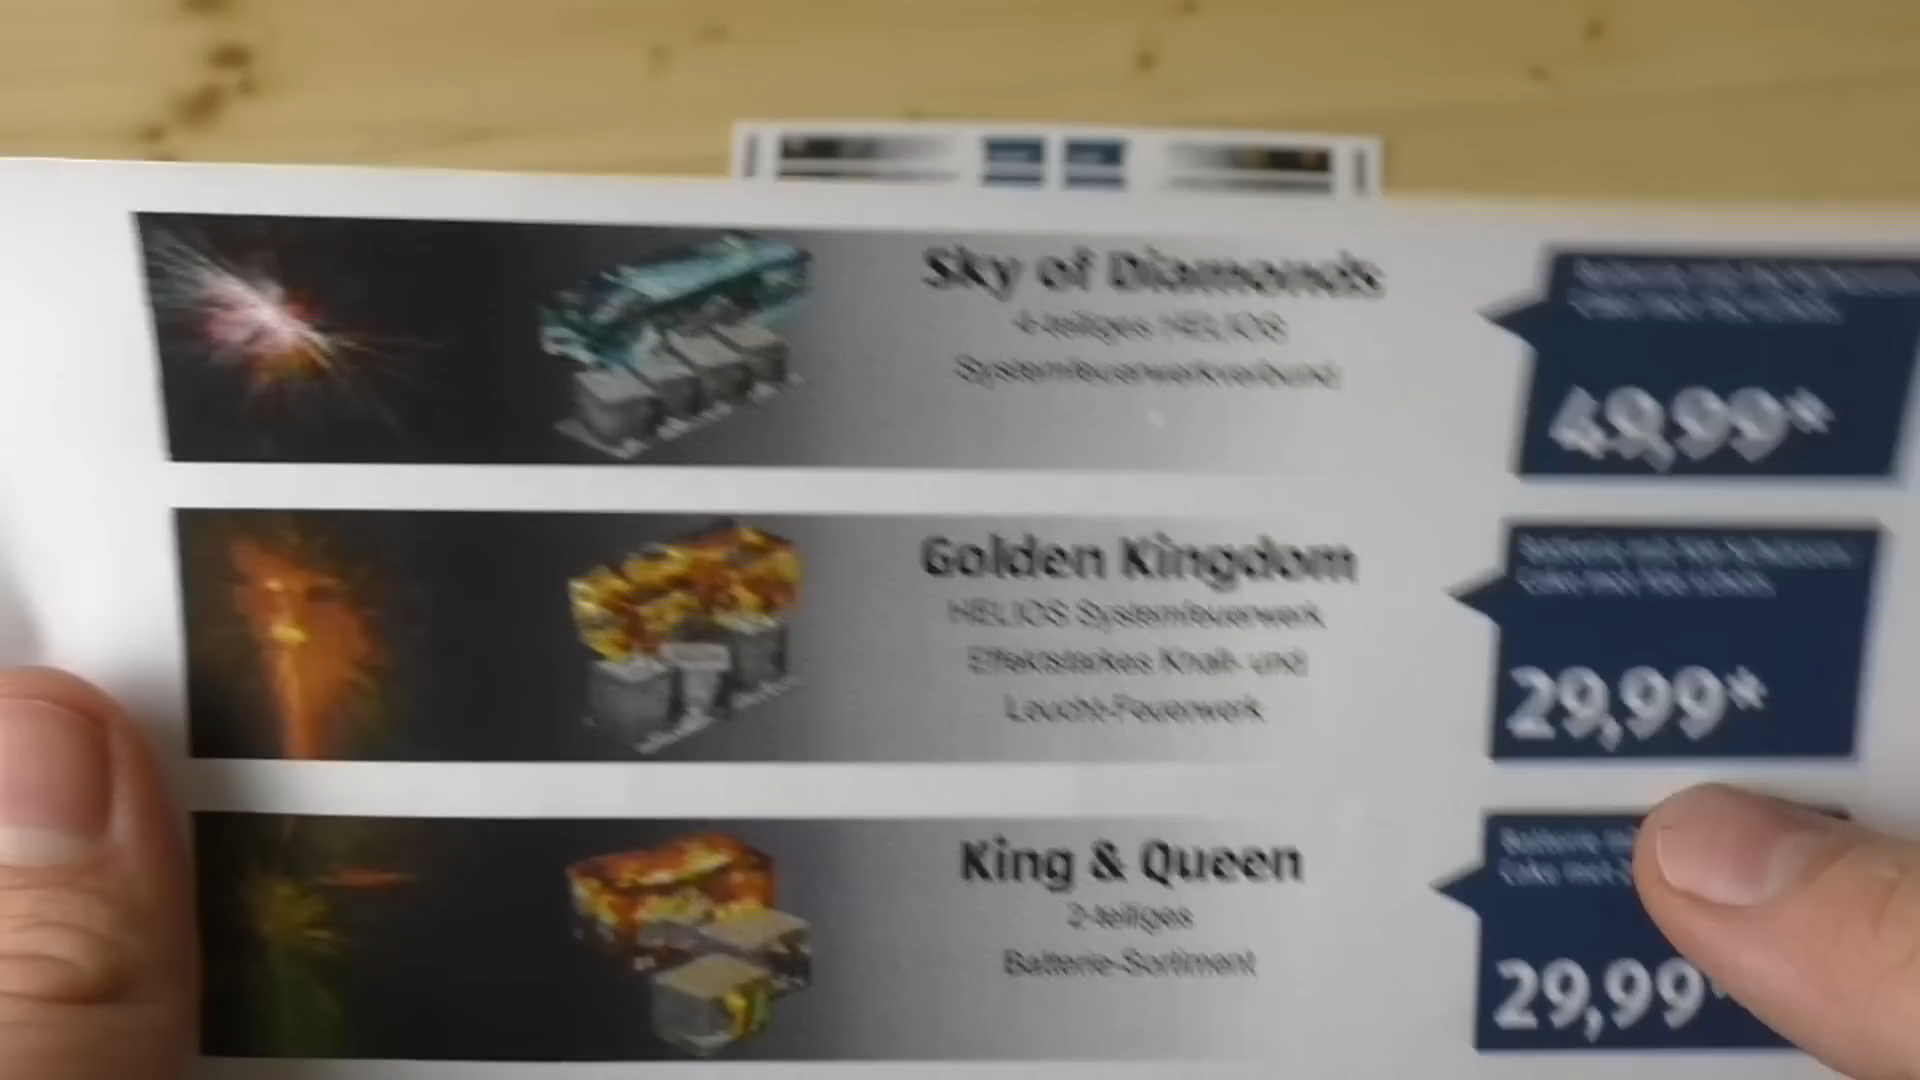 Sky of Diamonds
4-teiliges HELIOS
Systemfeuerwerkverbund
49,99*
Golden Kingdom
HELIOS Systemfeuerwerk
Effektstarkes Knall- und
Leucht-Feuerwerk
29,99*
King & Queen
2-teiliges
Batterie-Sortiment
Batterie
29,99*